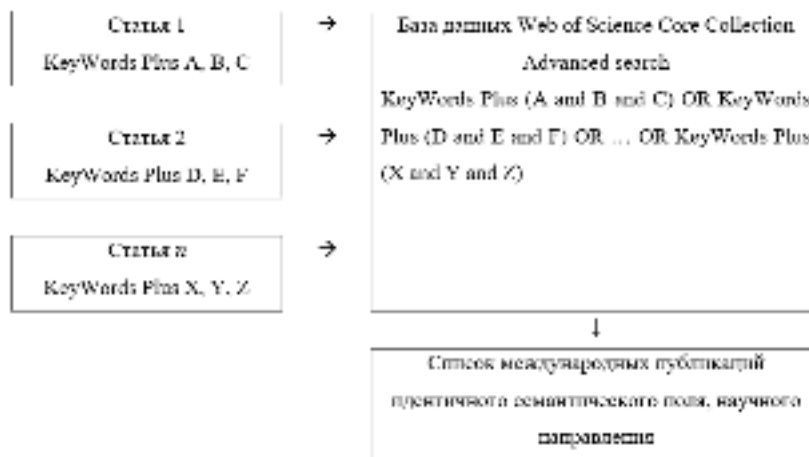 Статья 1
KeyWords Plus A, B, C
Статья 2
KeyWords Plus D, E, F
Статья n
KeyWords Plus X, Y, Z
→
→
→
База данных Web of Science Core Collection
Advanced search
KeyWords Plus (A and B and C) OR KeyWords
Plus (D and E and F) OR … OR KeyWords Plus
(X and Y and Z)
↓
Список международных публикаций
идентичного семантического поля, научного
направления